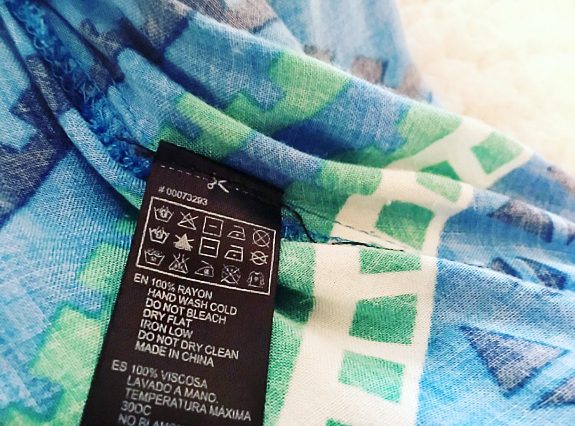 # 00073293
EN 100% RAYON
HAND WASH COLD
DO NOT BLEACH
DRY FLAT
IRON LOW
DO NOT DRY CLEAN
MADE IN CHINA
ES 100% VISCOSA
LAVADO A MANO,
TEMPERATURA MÁXIMA
30OC